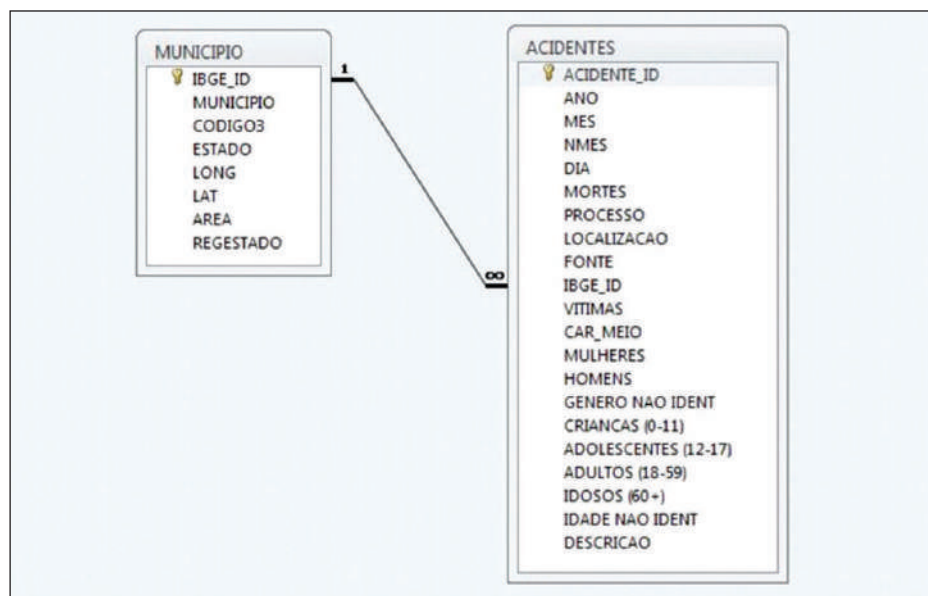 MUNICIPIO
IBGE_ID
MUNICIPIO
CODIGO3
ESTADO
LONG
LAT
AREA
REGESTADO
1
∞
ACIDENTES
ACIDENTE_ID
ANO
MES
NMES
DIA
MORTES
PROCESSO
LOCALIZACAO
FONTE
IBGE_ID
VITIMAS
CAR_MEIO
MULHERES
HOMENS
GENERO NAO IDENT
CRIANCAS (0-11)
ADOLESCENTES (12-17)
ADULTOS (18-59)
IDOSOS (60+)
IDADE NAO IDENT
DESCRICAO